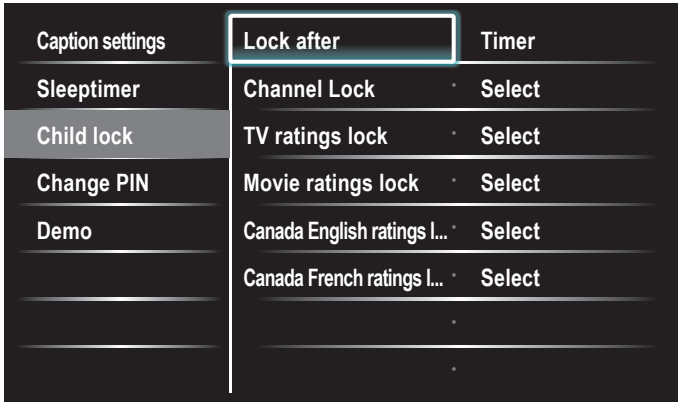 Caption settings Lock after Timer
Sleeptimer Channel Lock Select
Child lock TV ratings lock Select
Change PIN Movie ratings lock Select
Demo Canada English ratings l... Select
Canada French ratings l... Select